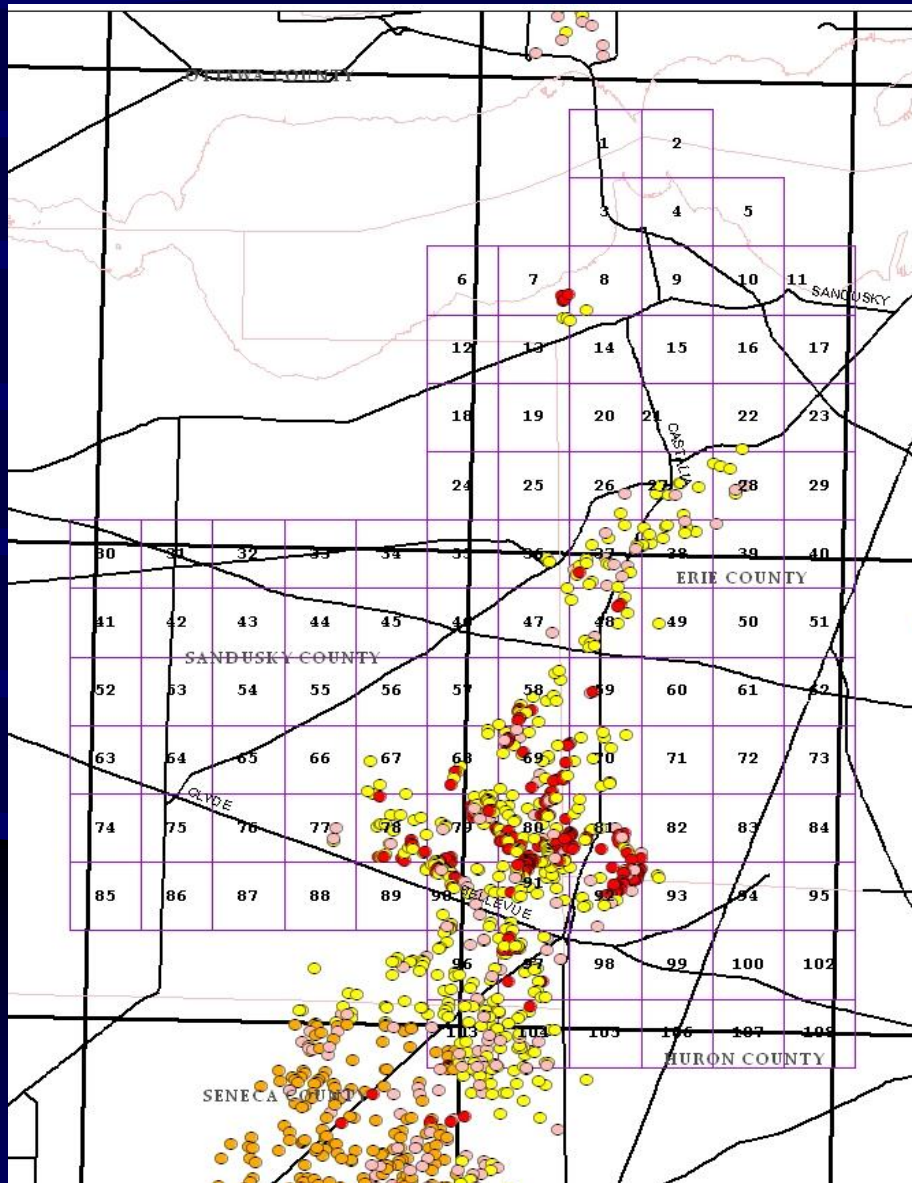 OTTAWA COUNTY
1 2
3 4 5
6 7 8 9 10 11
SANDUSKY
12 13 14 15 16 17
18 19 20 21 22 23
CASTALIA
24 25 26 27 28 29
30 31 32 33 34 35 36 37 38 39 40
ERIE COUNTY
41 42 43 44 45 46 47 48 49 50 51
SANDUSKY COUNTY
52 53 54 55 56 57 58 59 60 61 62
63 64 65 66 67 68 69 70 71 72 73
CLYDE
74 75 76 77 78 79 80 81 82 83 84
85 86 87 88 89 90 91 92 93 94 95
BELLEVUE
96 97 98 99 100 102
103 104 105 106 107 108
HURON COUNTY
SENECA COUNTY